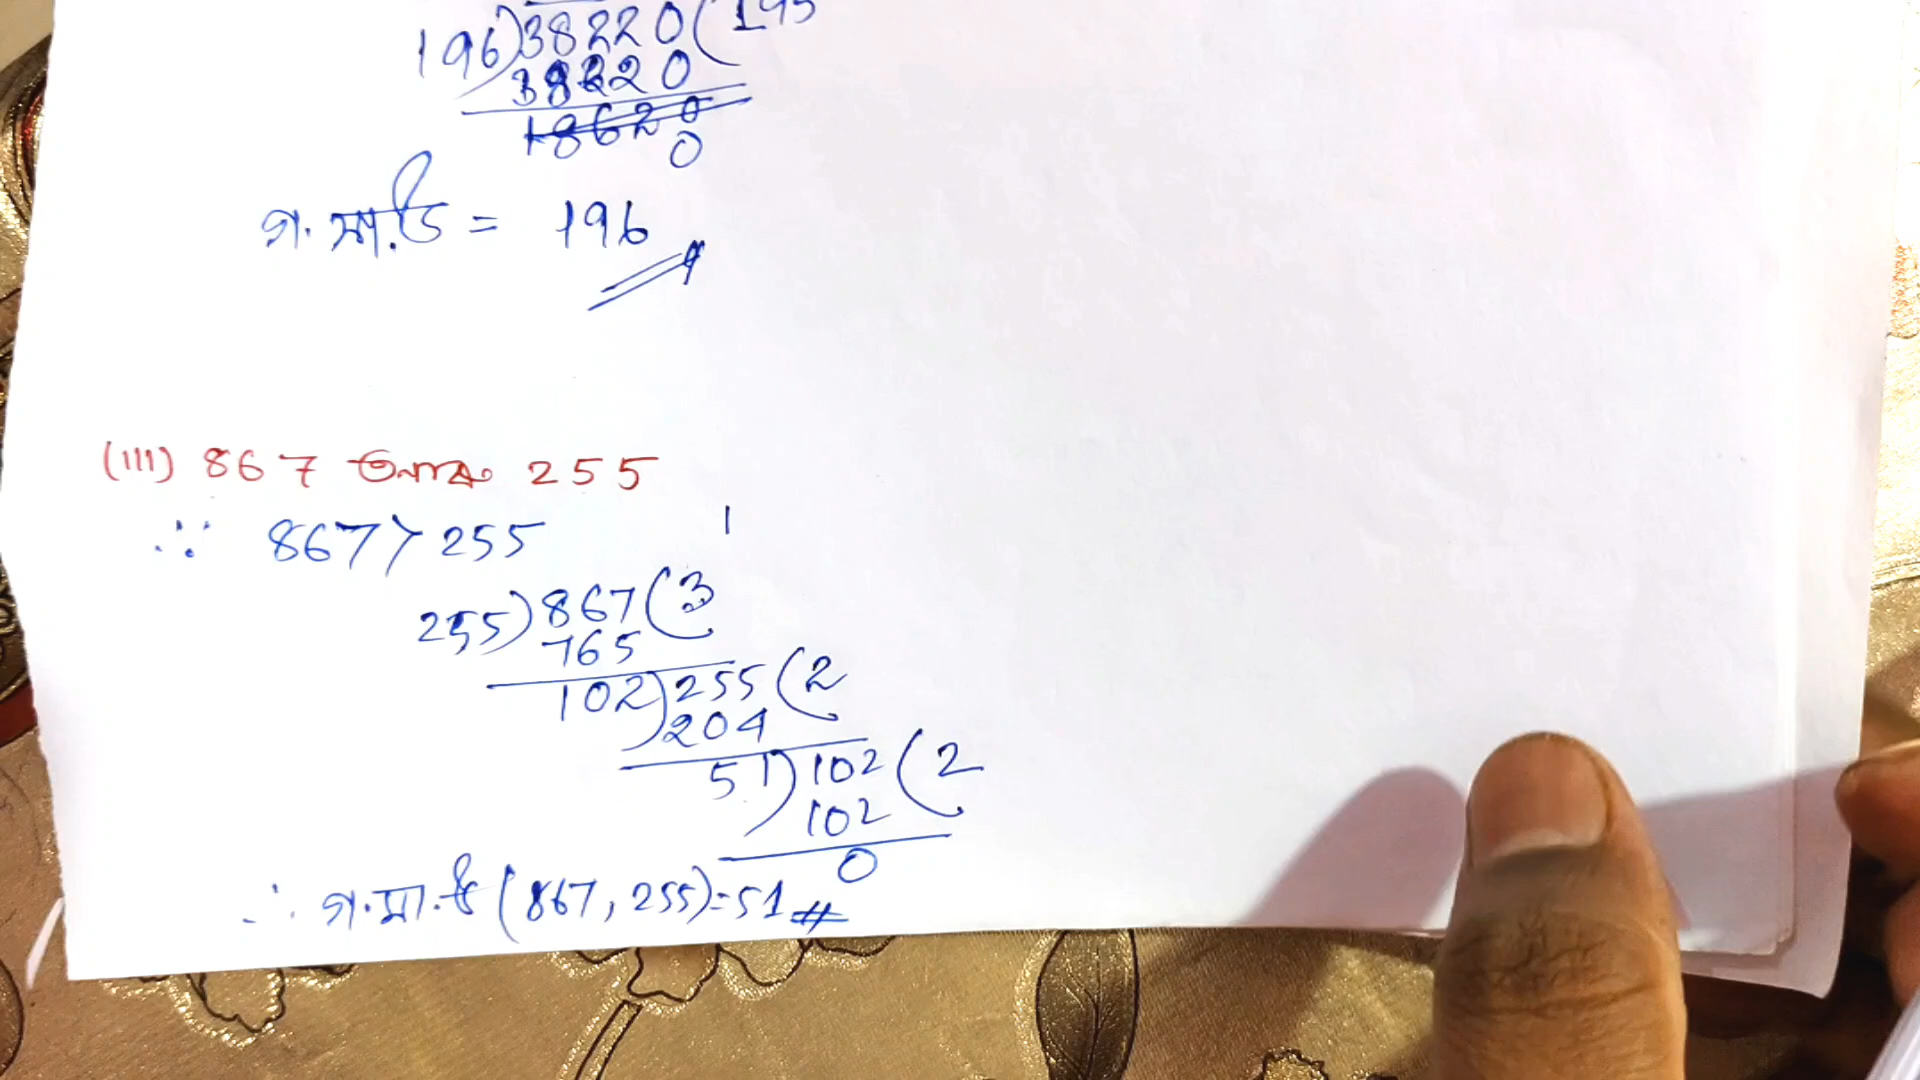 196)38220(195
38220
18620
0
গ.সা.উ = 196
(iii) 867 আৰু 255
∵ 867 > 255
255)867(3
765
102)255(2
204
51)102(2
102
0
∴ গ.সা.উ (867, 255) = 51 #